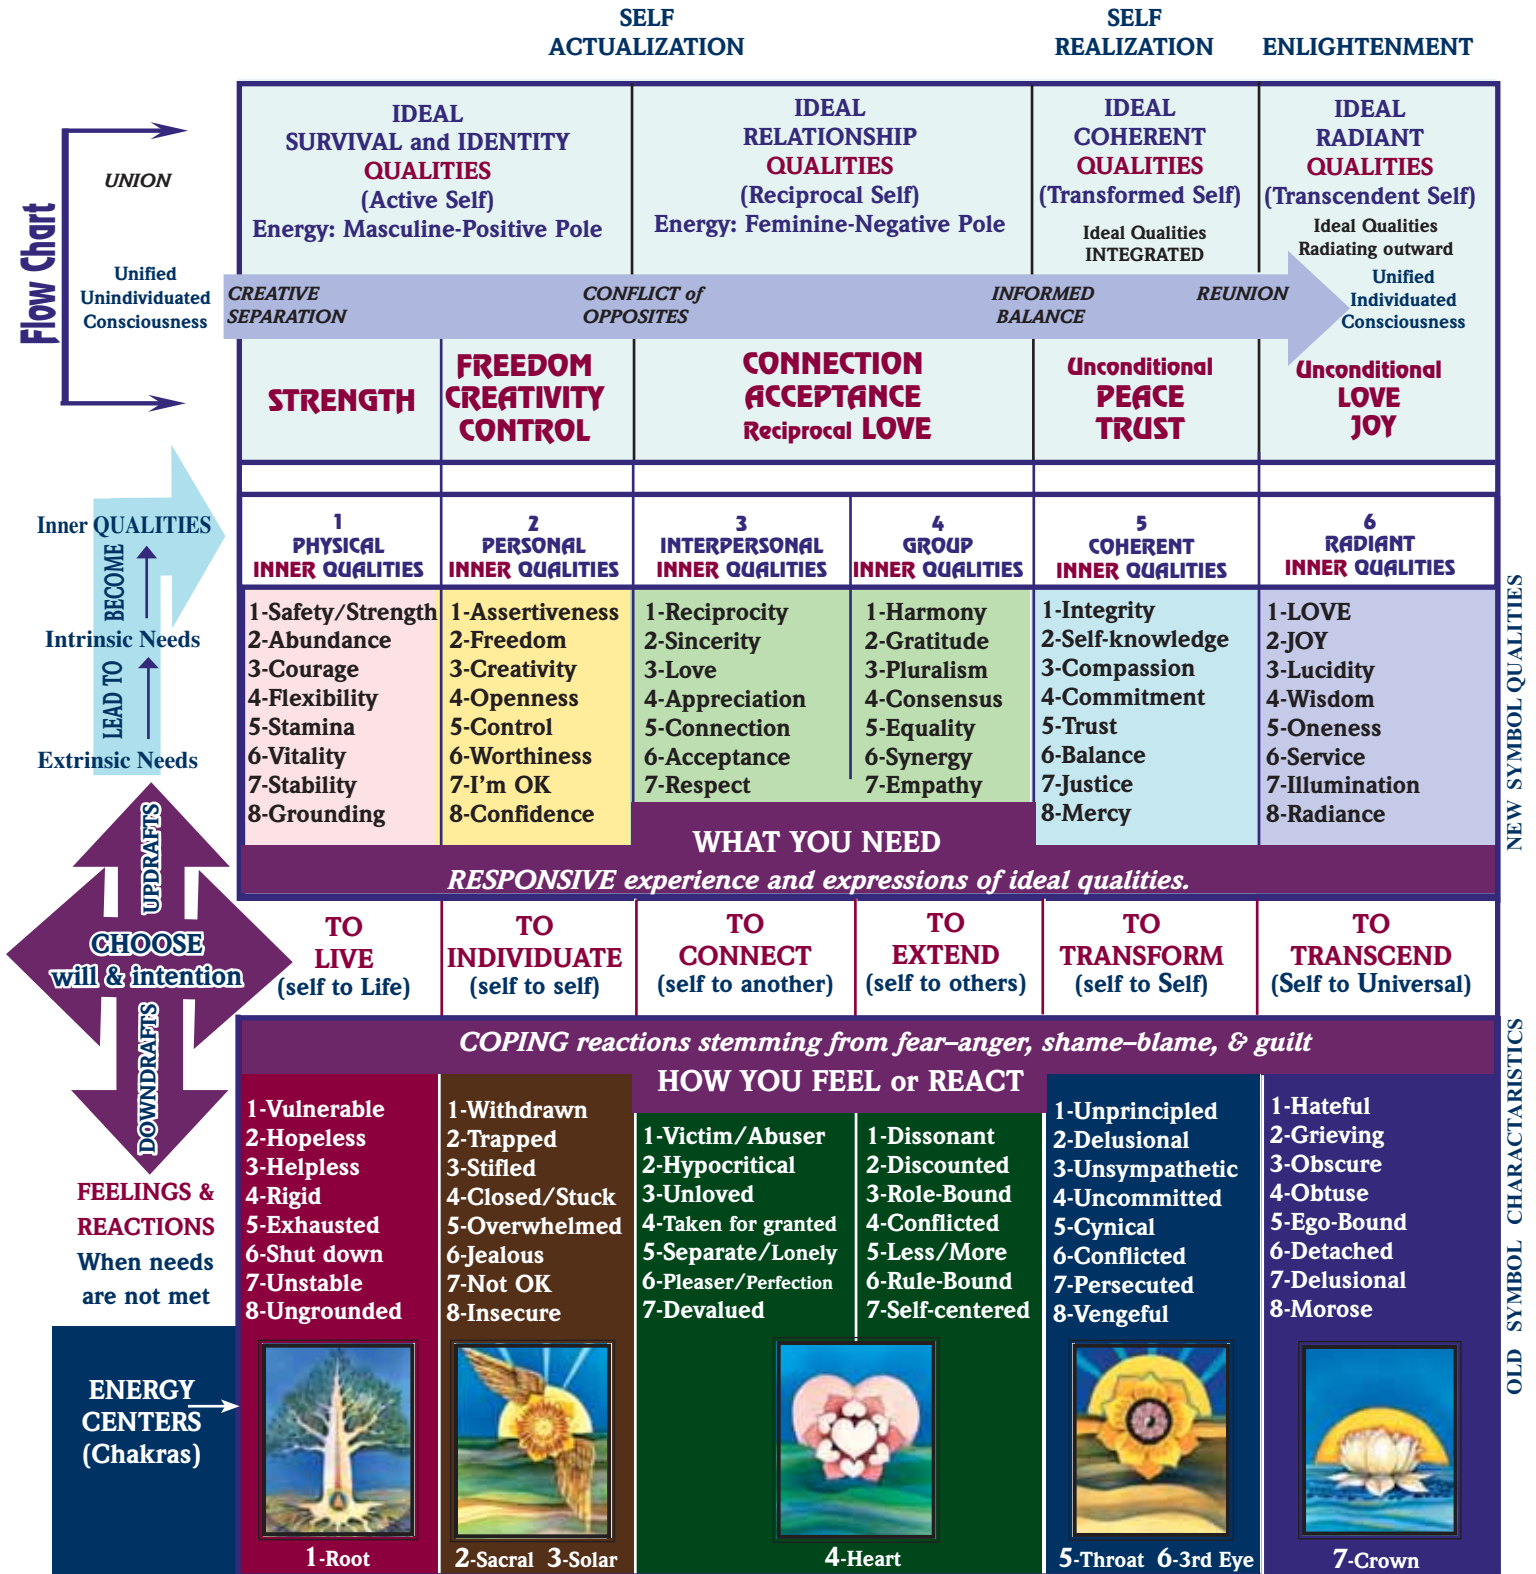 SELF
ACTUALIZATION
SELF
REALIZATION
ENLIGHTENMENT
Flow Chart
UNION
Unified
Unindividuated
Consciousness
IDEAL
SURVIVAL and IDENTITY
QUALITIES
(Active Self)
Energy: Masculine-Positive Pole
IDEAL
RELATIONSHIP
QUALITIES
(Reciprocal Self)
Energy: Feminine-Negative Pole
IDEAL
COHERENT
QUALITIES
(Transformed Self)
Ideal Qualities
INTEGRATED
IDEAL
RADIANT
QUALITIES
(Transcendent Self)
Ideal Qualities
Radiating outward
CREATIVE
SEPARATION
CONFLICT of
OPPOSITES
INFORMED
BALANCE
REUNION
Unified
Individuated
Consciousness
STRENGTH
FREEDOM
CREATIVITY
CONTROL
CONNECTION
ACCEPTANCE
Reciprocal LOVE
Unconditional
PEACE
TRUST
Unconditional
LOVE
JOY
Inner QUALITIES
BECOME
Intrinsic Needs
LEAD TO
Extrinsic Needs
1
PHYSICAL
INNER QUALITIES
2
PERSONAL
INNER QUALITIES
3
INTERPERSONAL
INNER QUALITIES
4
GROUP
INNER QUALITIES
5
COHERENT
INNER QUALITIES
6
RADIANT
INNER QUALITIES
1-Safety/Strength
2-Abundance
3-Courage
4-Flexibility
5-Stamina
6-Vitality
7-Stability
8-Grounding
1-Assertiveness
2-Freedom
3-Creativity
4-Openness
5-Control
6-Worthiness
7-I'm OK
8-Confidence
1-Reciprocity
2-Sincerity
3-Love
4-Appreciation
5-Connection
6-Acceptance
7-Respect
1-Harmony
2-Gratitude
3-Pluralism
4-Consensus
5-Equality
6-Synergy
7-Empathy
1-Integrity
2-Self-knowledge
3-Compassion
4-Commitment
5-Trust
6-Balance
7-Justice
8-Mercy
1-LOVE
2-JOY
3-Lucidity
4-Wisdom
5-Oneness
6-Service
7-Illumination
8-Radiance
NEW SYMBOL QUALITIES
WHAT YOU NEED
RESPONSIVE experience and expressions of ideal qualities.
UPDRAFTS
CHOOSE
will & intention
DOWNDRAFTS
TO
LIVE
(self to Life)
TO
INDIVIDUATE
(self to self)
TO
CONNECT
(self to another)
TO
EXTEND
(self to others)
TO
TRANSFORM
(self to Self)
TO
TRANSCEND
(Self to Universal)
COPING reactions stemming from fear–anger, shame–blame, & guilt
HOW YOU FEEL or REACT
FEELINGS &
REACTIONS
When needs
are not met
1-Vulnerable
2-Hopeless
3-Helpless
4-Rigid
5-Exhausted
6-Shut down
7-Unstable
8-Ungrounded
1-Withdrawn
2-Trapped
3-Stifled
4-Closed/Stuck
5-Overwhelmed
6-Jealous
7-Not OK
8-Insecure
1-Victim/Abuser
2-Hypocritical
3-Unloved
4-Taken for granted
5-Separate/Lonely
6-Pleaser/Perfection
7-Devalued
1-Dissonant
2-Discounted
3-Role-Bound
4-Conflicted
5-Less/More
6-Rule-Bound
7-Self-centered
1-Unprincipled
2-Delusional
3-Unsympathetic
4-Uncommitted
5-Cynical
6-Conflicted
7-Persecuted
8-Vengeful
1-Hateful
2-Grieving
3-Obscure
4-Obtuse
5-Ego-Bound
6-Detached
7-Delusional
8-Morose
OLD SYMBOL CHARACTARISTICS
ENERGY
CENTERS
(Chakras)
1-Root
2-Sacral 3-Solar
4-Heart
5-Throat 6-3rd Eye
7-Crown